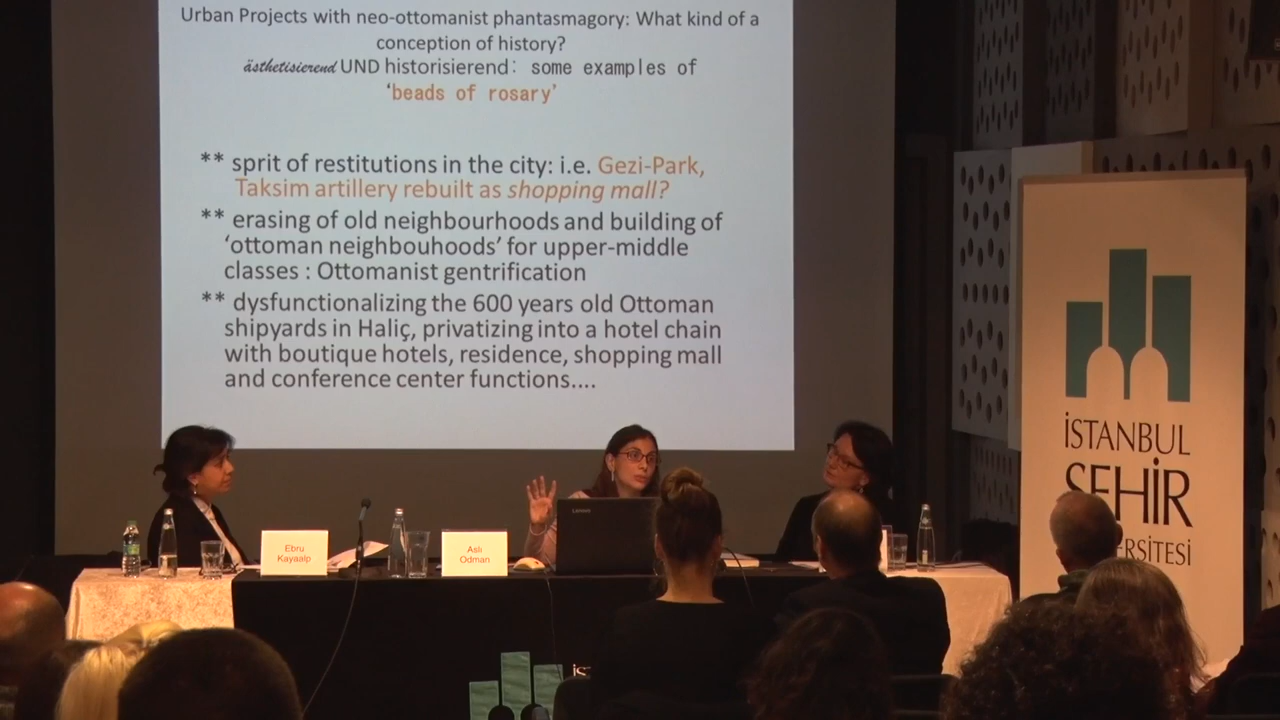 Urban Projects with neo-ottomanist phantasmagory: What kind of a
conception of history?
ästhetisierend UND historisierend: some examples of
‘beads of rosary’
** sprit of restitutions in the city: i.e. Gezi-Park,
Taksim artillery rebuilt as shopping mall?
** erasing of old neighbourhoods and building of
‘ottoman neighbouhoods’ for upper-middle
classes : Ottomanist gentrification
** dysfunctionalizing the 600 years old Ottoman
shipyards in Haliç, privatizing into a hotel chain
with boutique hotels, residence, shopping mall
and conference center functions....
İSTANBUL
ŞEHİR
ERSİTESİ
Ebru
Kayaalp
Aslı
Odman
Lenovo